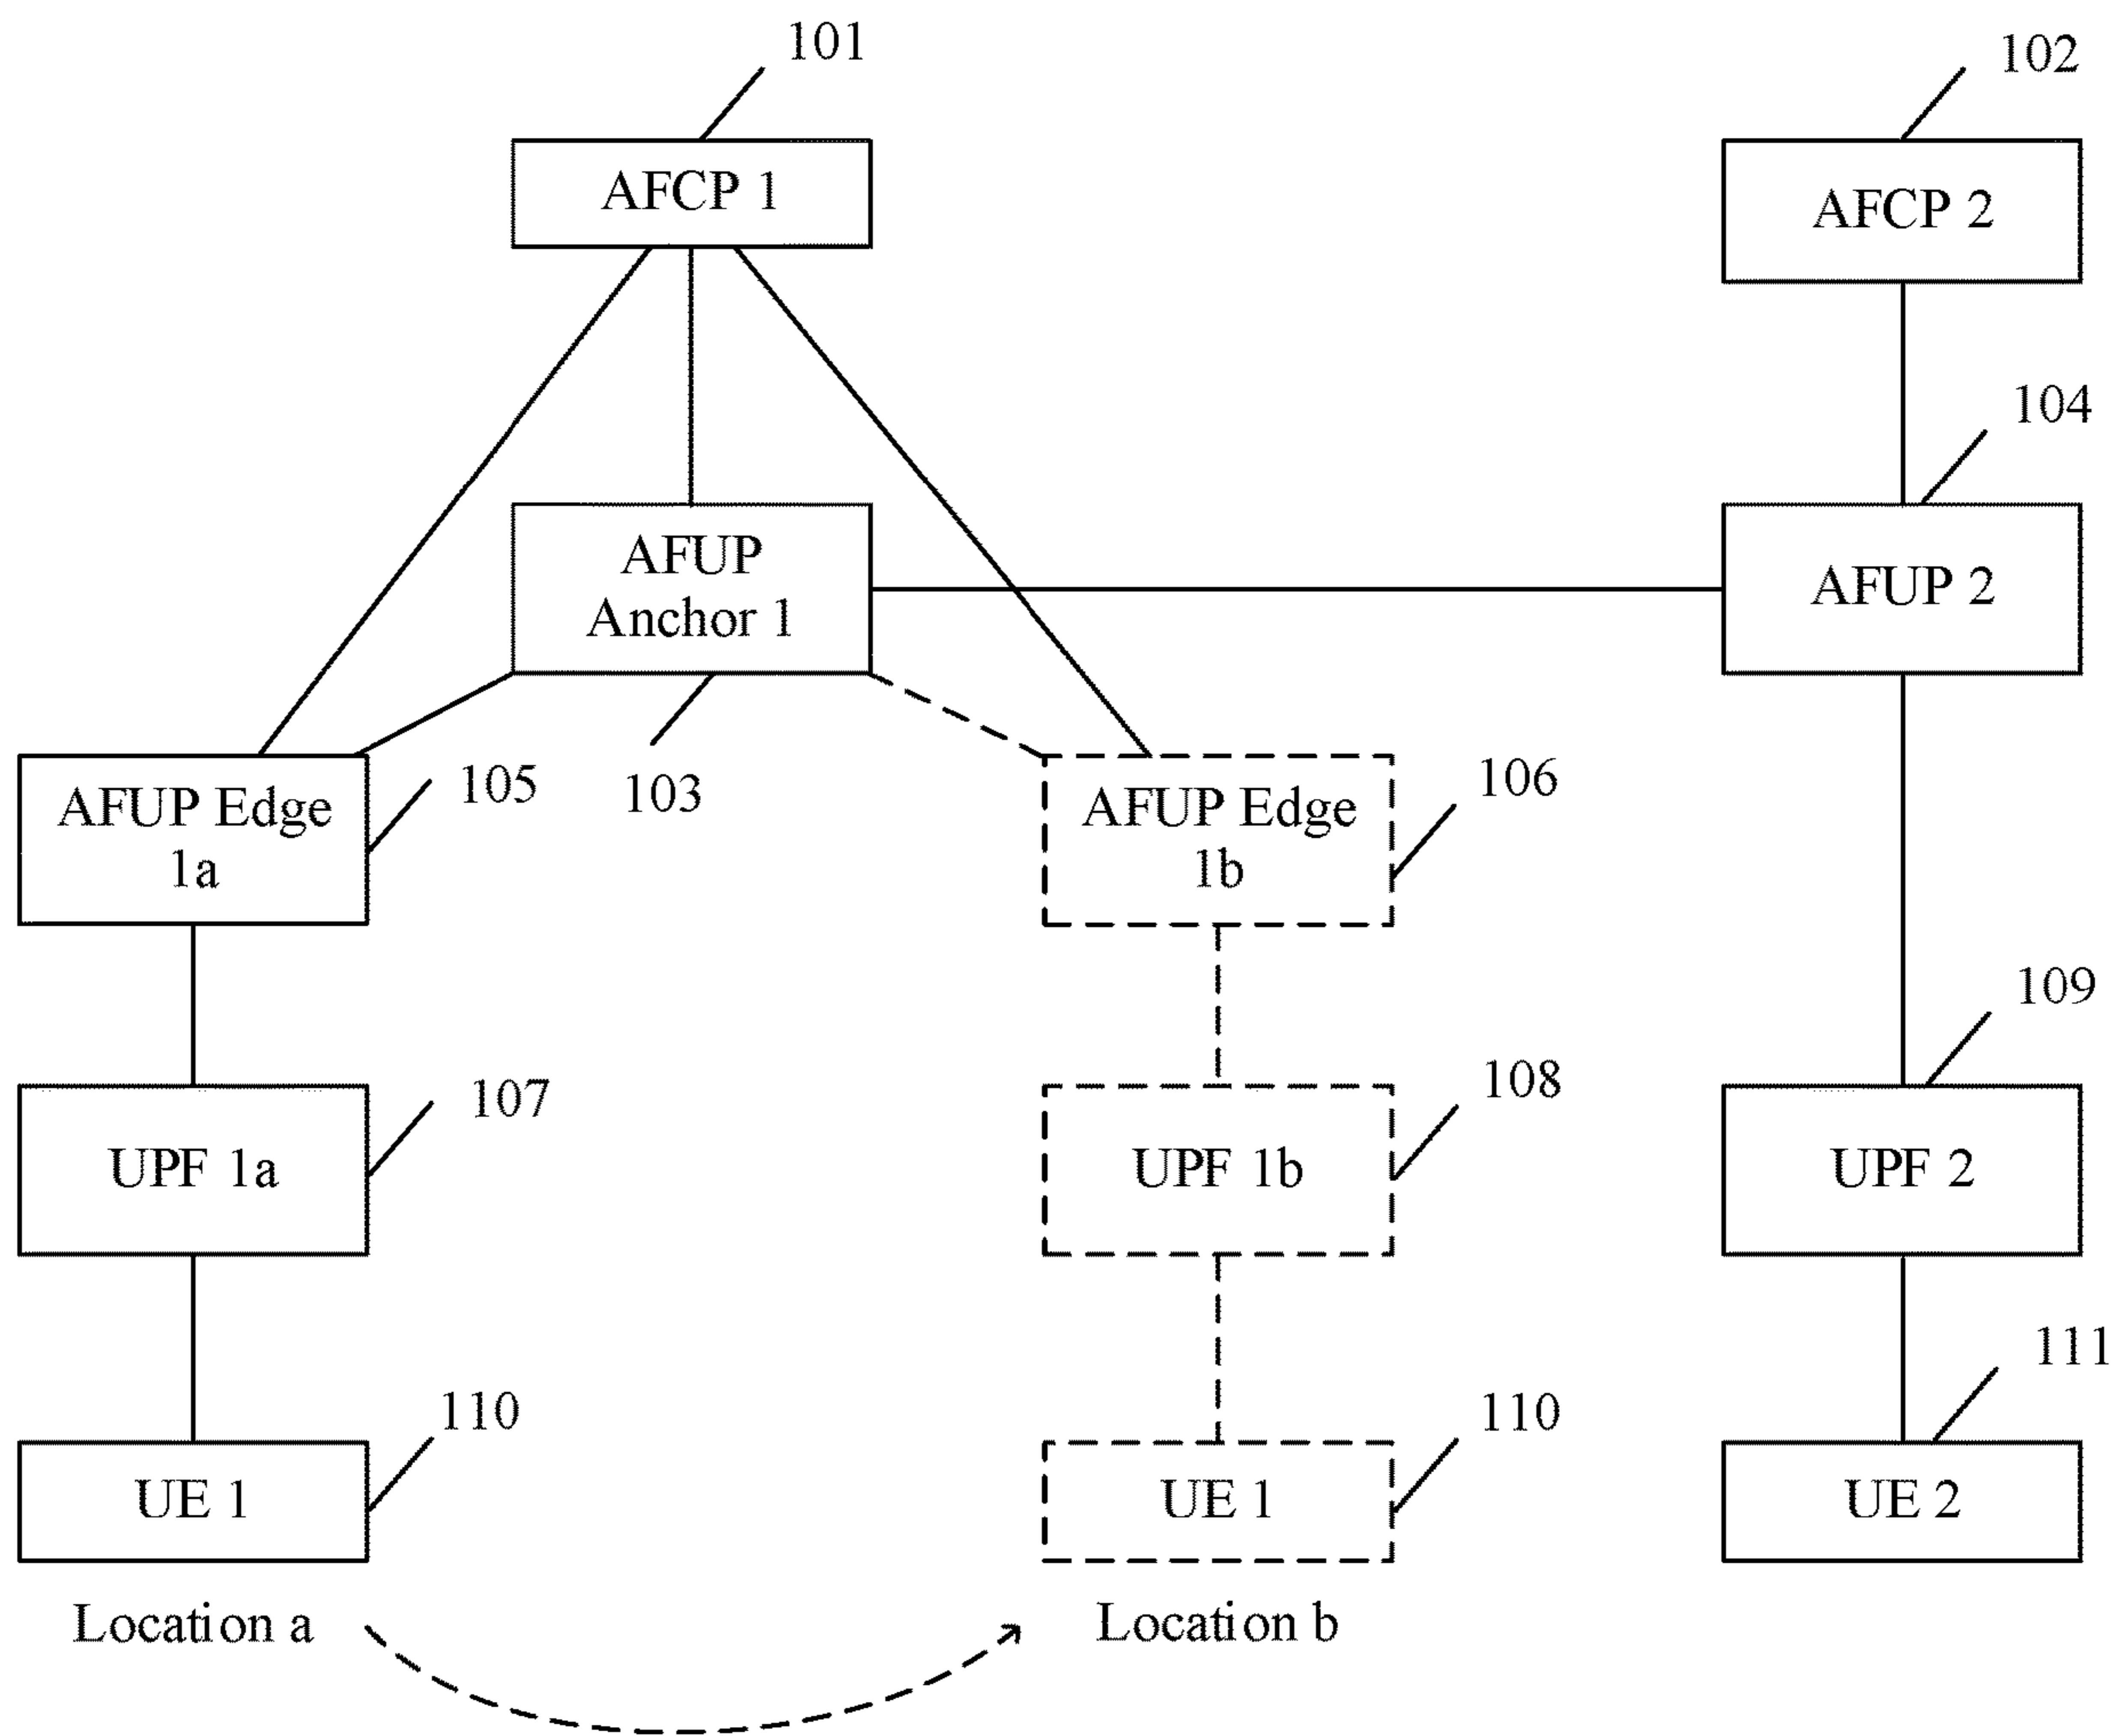 101
102
AFCP 1
AFCP 2
104
AFUP
Anchor 1
AFUP 2
105
103
106
AFUP Edge
1a
AFUP Edge
1b
109
107
108
UPF 1a
UPF 1b
UPF 2
111
110
110
UE 1
UE 1
UE 2
Location a
Location b